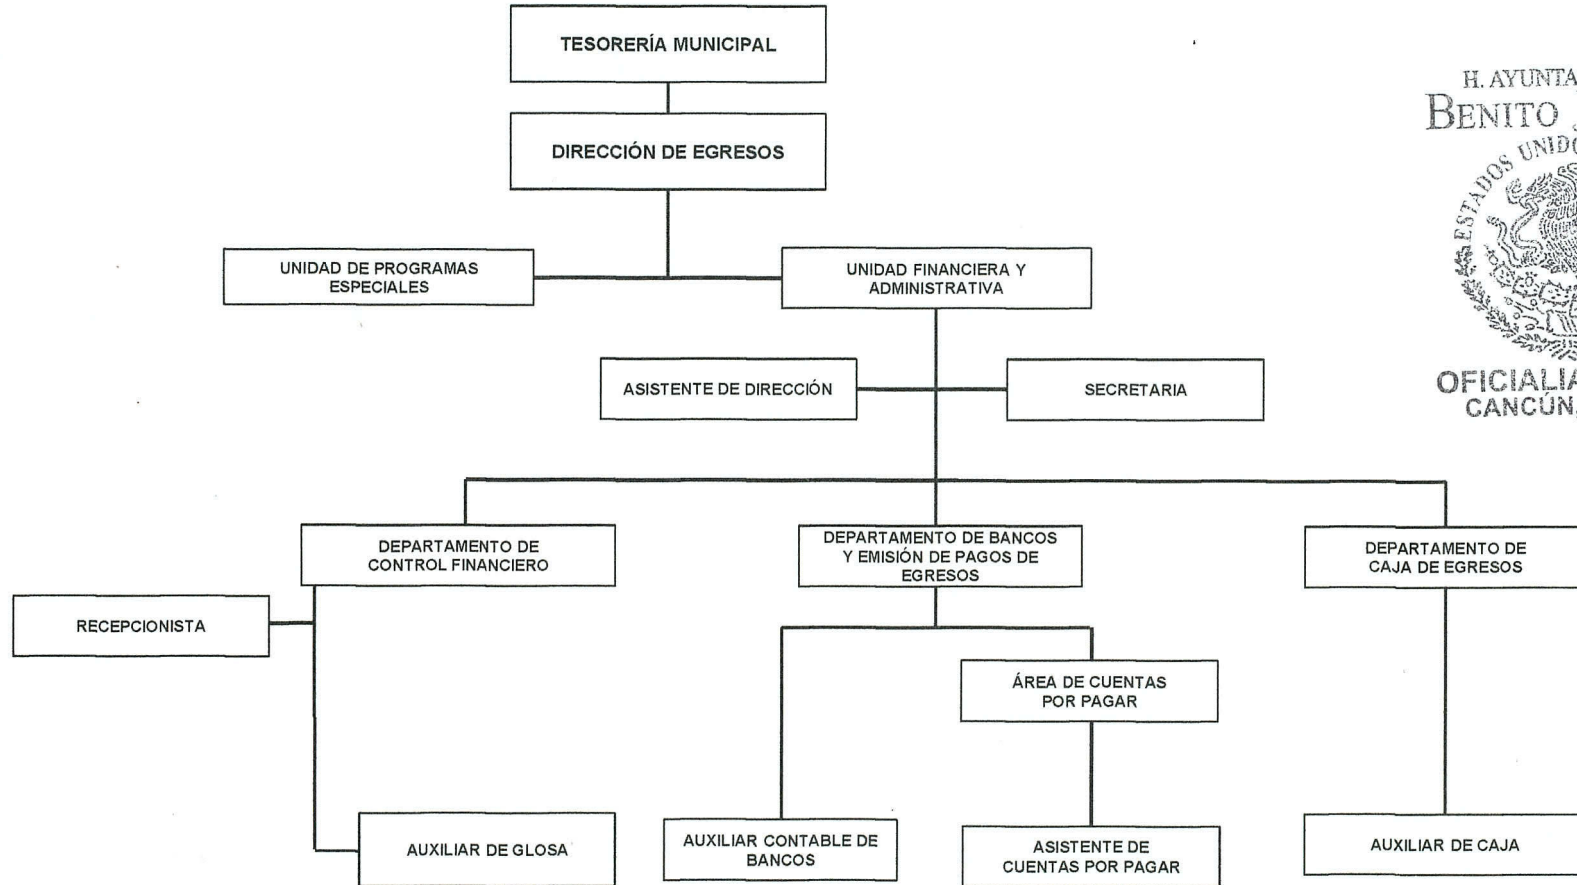 TESORERÍA MUNICIPAL
H. AYUNTA
BENITO
ESTADOS UNIDO
OFICIALIA
CANCÚN,
DIRECCIÓN DE EGRESOS
UNIDAD DE PROGRAMAS
ESPECIALES
UNIDAD FINANCIERA Y
ADMINISTRATIVA
ASISTENTE DE DIRECCIÓN
SECRETARIA
DEPARTAMENTO DE
CONTROL FINANCIERO
DEPARTAMENTO DE BANCOS
Y EMISIÓN DE PAGOS DE
EGRESOS
DEPARTAMENTO DE
CAJA DE EGRESOS
RECEPCIONISTA
ÁREA DE CUENTAS
POR PAGAR
AUXILIAR DE GLOSA
AUXILIAR CONTABLE DE
BANCOS
ASISTENTE DE
CUENTAS POR PAGAR
AUXILIAR DE CAJA